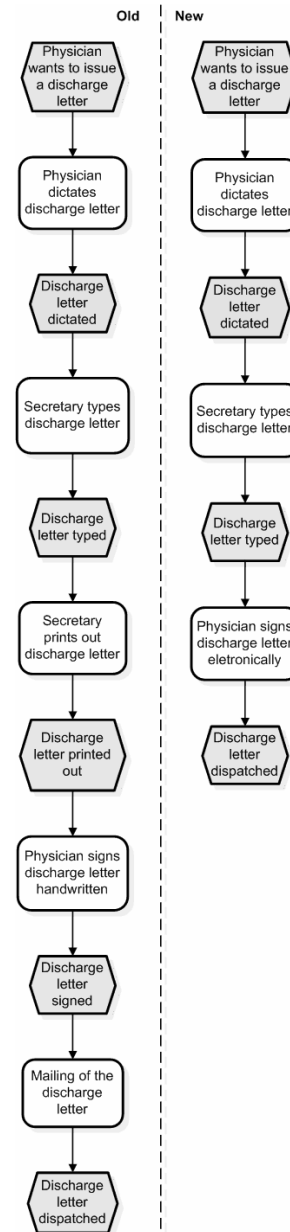 Old
New
Physician
wants to issue
a discharge
letter
Physician
dictates
discharge letter
Discharge
letter
dictated
Secretary types
discharge letter
Discharge
letter typed
Secretary
prints out
discharge letter
Discharge
letter printed
out
Physician signs
discharge letter
handwritten
Discharge
letter
signed
Mailing of the
discharge
letter
Discharge
letter
dispatched
Physician
wants to issue
a discharge
letter
Physician
dictates
discharge letter
Discharge
letter
dictated
Secretary types
discharge letter
Discharge
letter typed
Physician signs
discharge letter
eletronically
Discharge
letter
dispatched